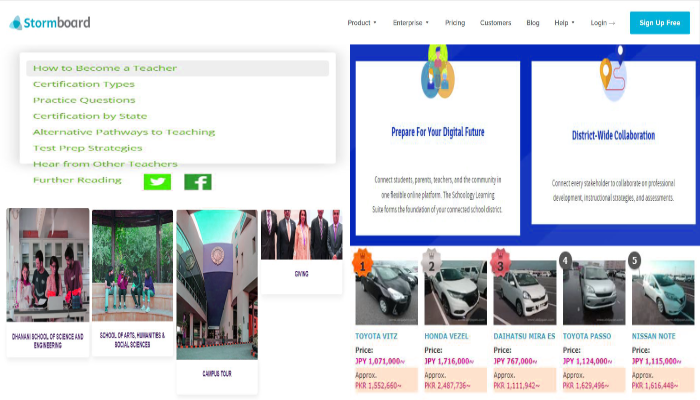 Stormboard
Product
Enterprise
Pricing
Customers
Blog
Help
Login →
Sign Up Free
How to Become a Teacher
Certification Types
Practice Questions
Certification by State
Alternative Pathways to Teaching
Test Prep Strategies
Hear from Other Teachers
Further Reading
Prepare For Your Digital Future
Connect students, parents, teachers, and the community in
one flexible online platform. The Schoology Learning
Suite forms the foundation of your connected school district.
District-Wide Collaboration
Connect every stakeholder to collaborate on professional
development, instructional strategies, and assessments.
DHANANI SCHOOL OF SCIENCE AND
ENGINEERING
SCHOOL OF ARTS, HUMANITIES &
SOCIAL SCIENCES
CAMPUS TOUR
GIVING
1
2
3
4
5
TOYOTA VITZ
Price:
JPY 1,071,000~
Approx.
PKR 1,552,660~
HONDA VEZEL
Price:
JPY 1,716,000~
Approx.
PKR 2,487,736~
DAIHATSU MIRA ES
Price:
JPY 767,000~
Approx.
PKR 1,111,942~
TOYOTA PASSO
Price:
JPY 1,124,000~
Approx.
PKR 1,629,496~
NISSAN NOTE
Price:
JPY 1,115,000~
Approx.
PKR 1,616,448~